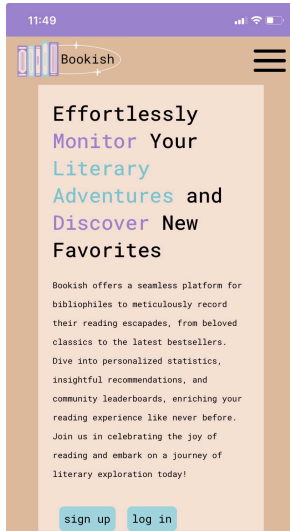 11:49
Bookish
Effortlessly
Monitor Your
Literary
Adventures and
Discover New
Favorites
Bookish offers a seamless platform for
bibliophiles to meticulously record
their reading escapades, from beloved
classics to the latest bestsellers.
Dive into personalized statistics,
insightful recommendations, and
community leaderboards, enriching your
reading experience like never before.
Join us in celebrating the joy of
reading and embark on a journey of
literary exploration today!
sign up log in